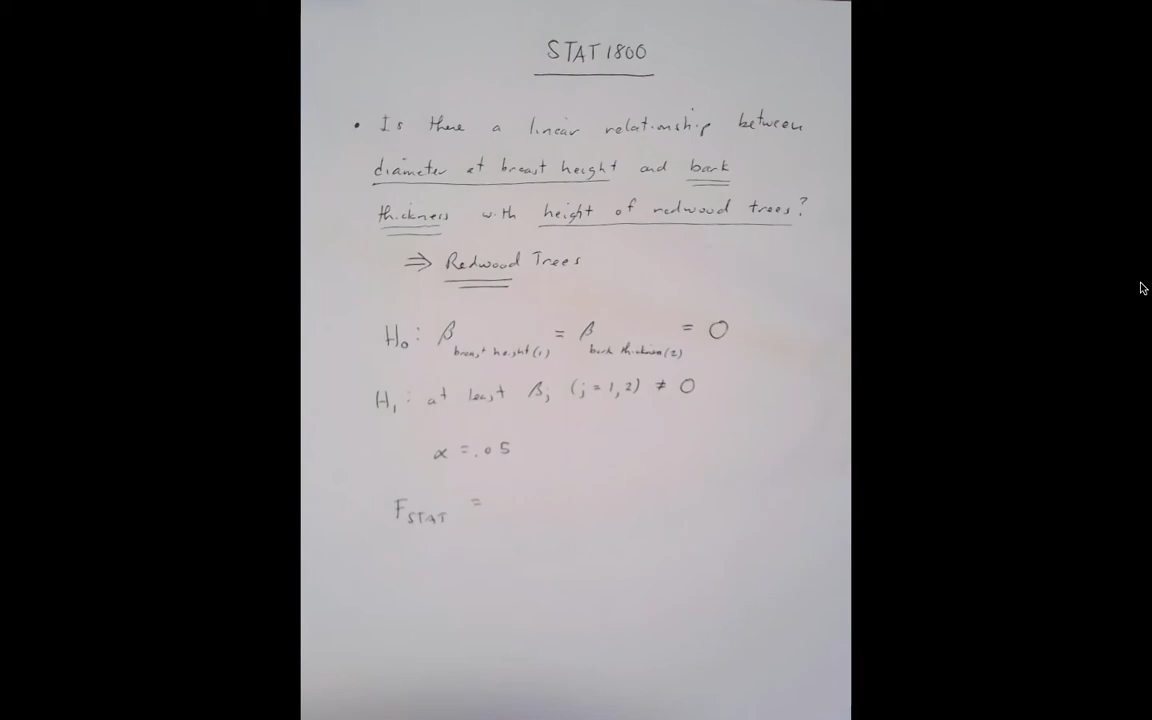 STAT 1800
• Is there a linear relationship between
diameter at breast height and bark
thickness with height of redwood trees?
⇒ Redwood Trees
H₀: β breast height(1) = β bark thickness(2) = 0
H₁: at least βj (j = 1, 2) ≠ 0
α = .05
F STAT =